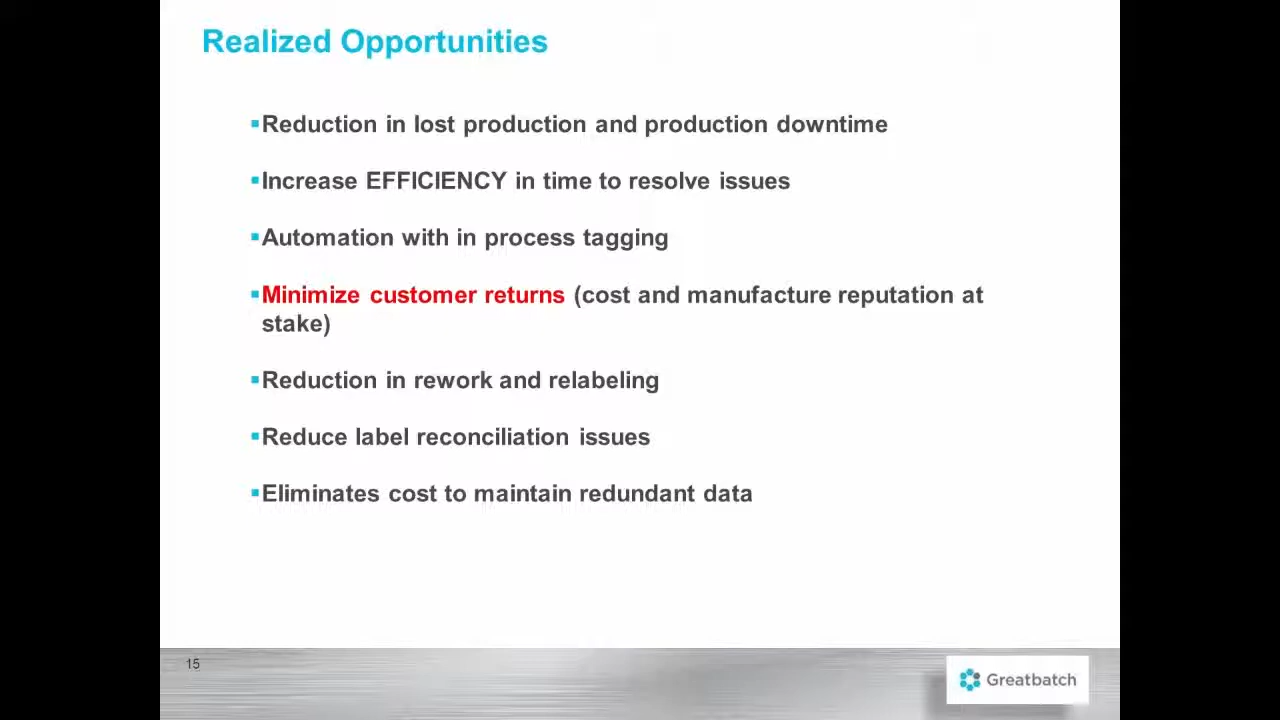 Realized Opportunities
▪Reduction in lost production and production downtime
▪Increase EFFICIENCY in time to resolve issues
▪Automation with in process tagging
▪Minimize customer returns (cost and manufacture reputation at
stake)
▪Reduction in rework and relabeling
▪Reduce label reconciliation issues
▪Eliminates cost to maintain redundant data
15
Greatbatch